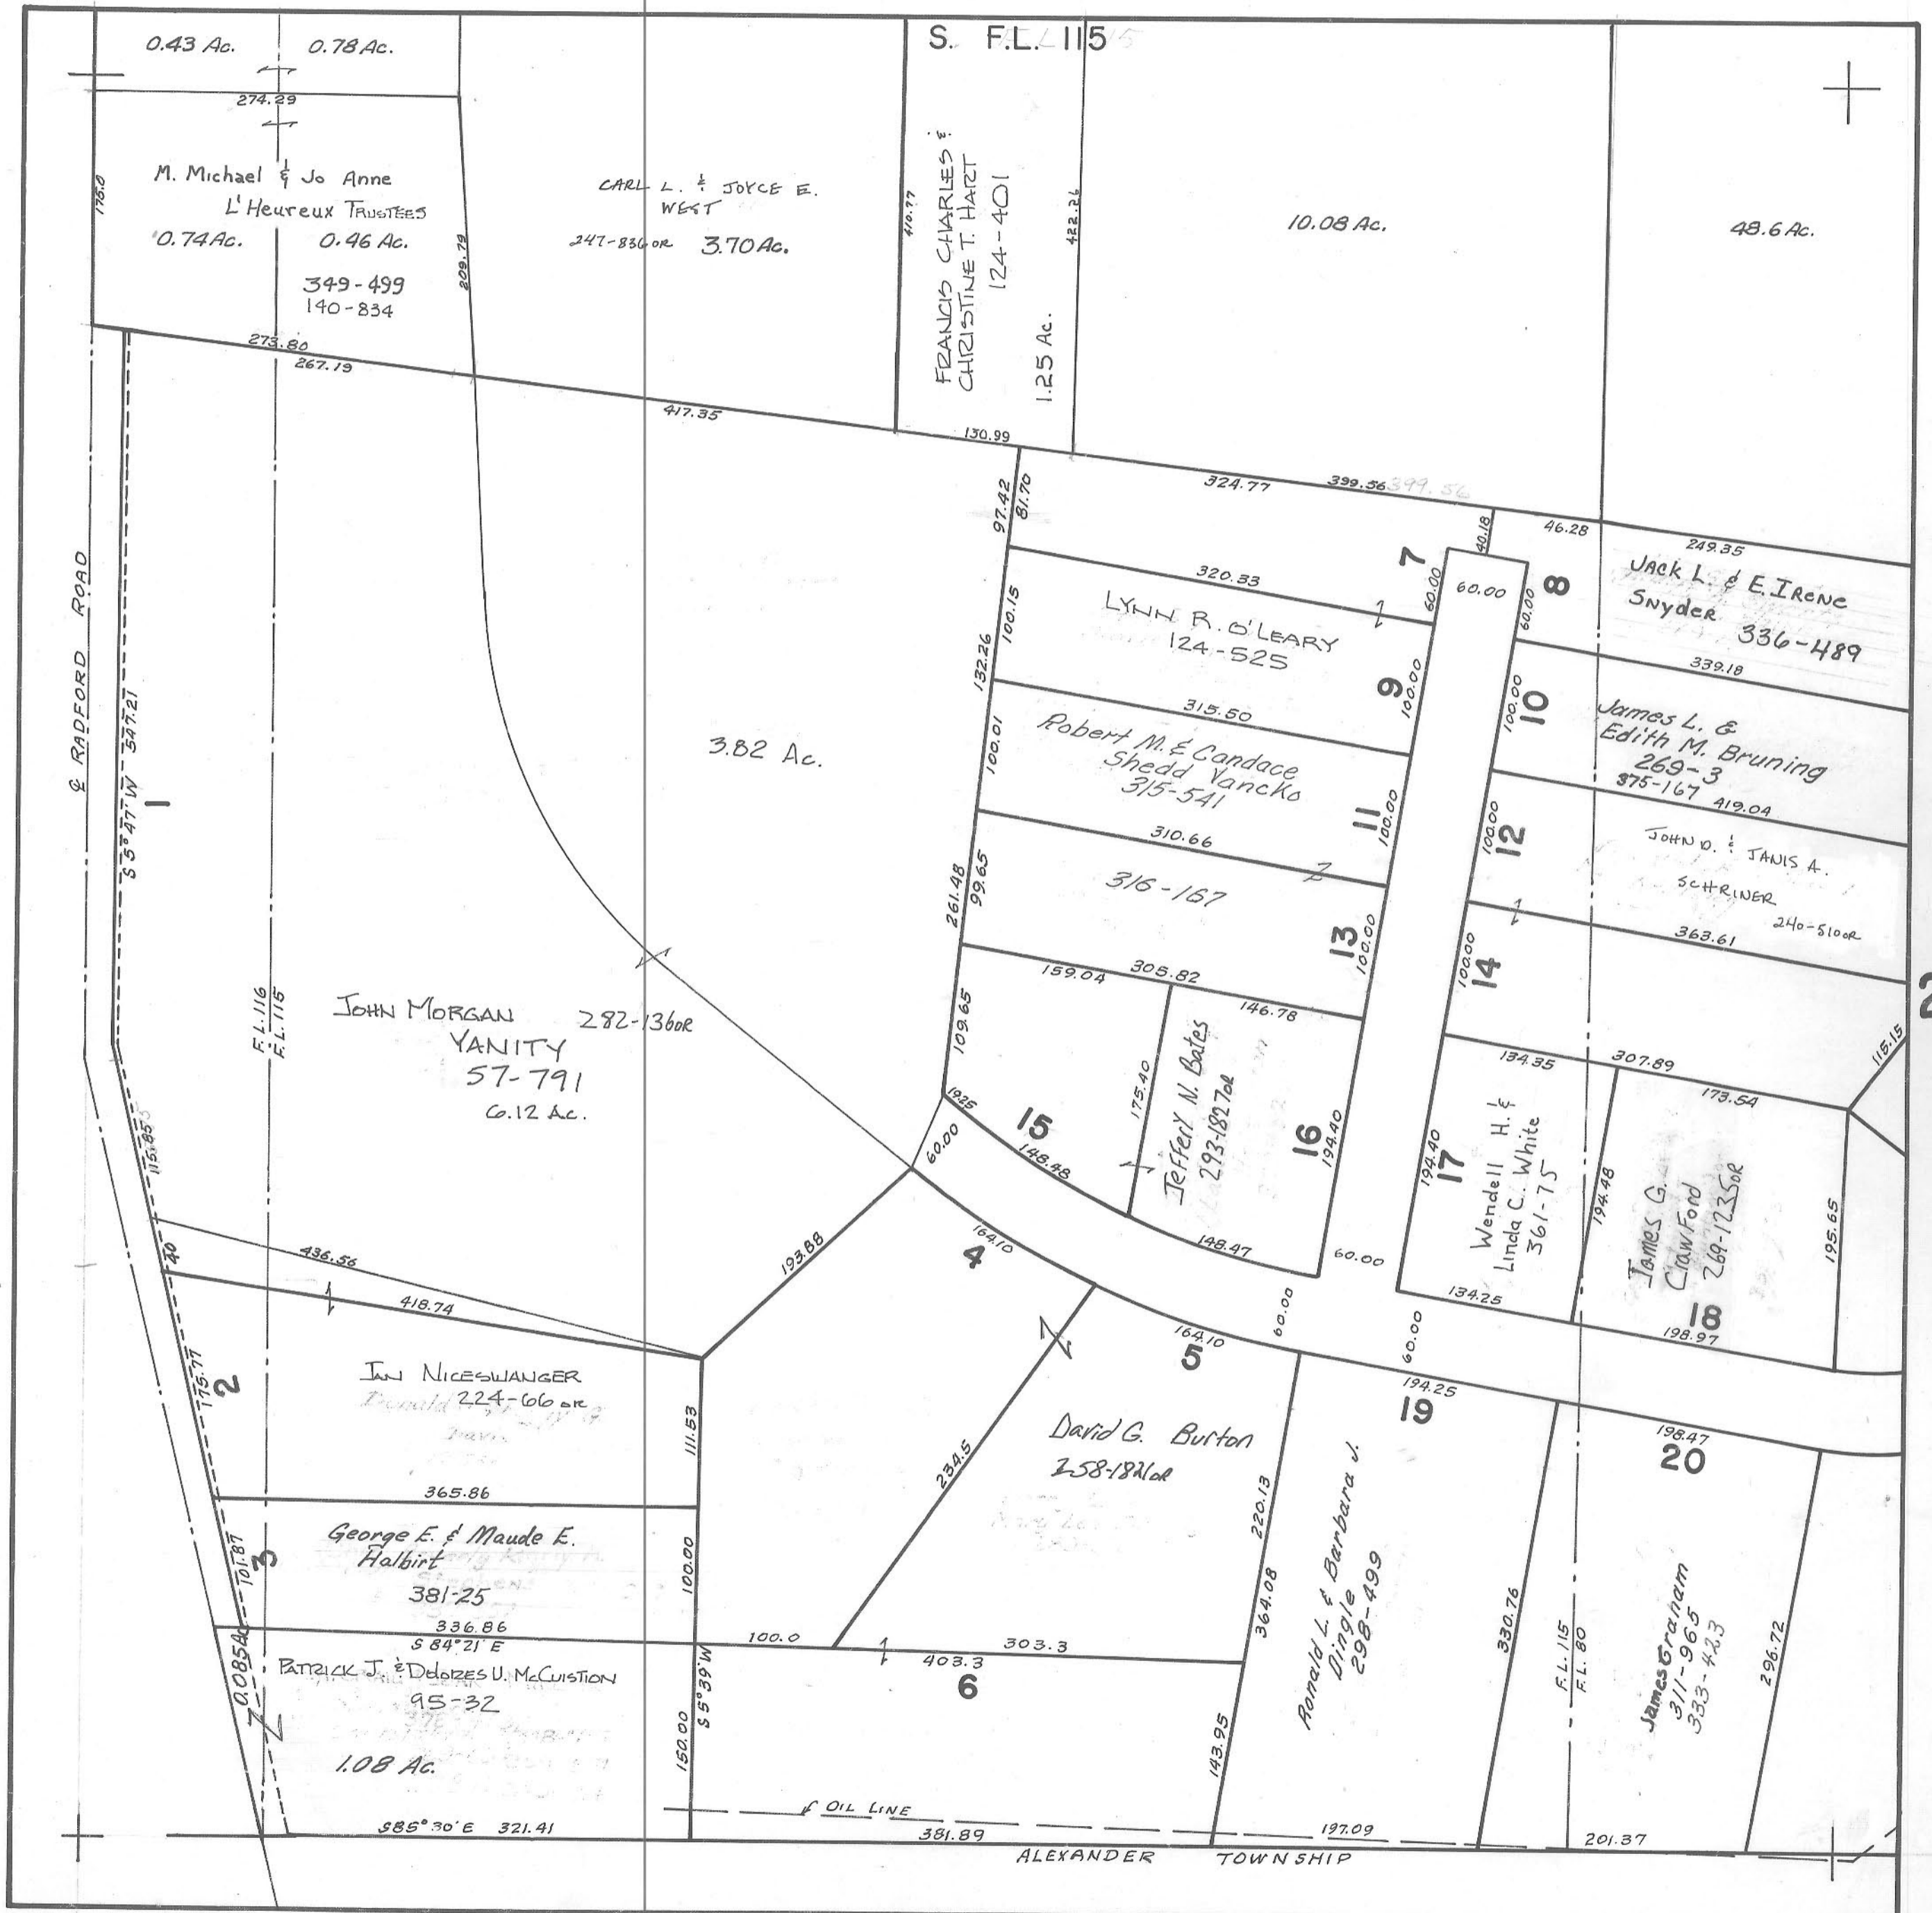 S. F.L. 115
0.43 Ac.
0.78 Ac.
274.29
M. Michael & Jo Anne
L'Heureux TRUSTEES
0.74 Ac.
0.46 Ac.
349-499
140-834
175.0
209.79
273.80
267.19
CARL L. & JOYCE E.
WEST
247-836 OR
3.70 Ac.
417.35
410.77
FRANCIS CHARLES &
CHRISTINE T. HART
124-401
1.25 Ac.
422.26
130.99
10.08 Ac.
48.6 Ac.
324.77
399.56
399.56
46.28
249.35
97.42
81.70
40.18
7
60.00
60.00
60.00
8
JACK L. & E. IRENE
Snyder
336-489
320.33
339.18
LYNN R. O'LEARY
124-525
100.15
132.26
9
100.00
100.00
10
James L. &
Edith M. Bruning
269-3
375-167
419.04
315.50
Robert M. & Candace
Shedd Vancko
315-541
100.01
11
100.00
100.00
12
JOHN D. & JANIS A.
SCHRINER
240-510 OR
310.66
363.61
316-167
261.48
99.65
13
100.00
100.00
14
305.82
159.04
146.78
109.65
175.40
Jeffery N. Bates
293-1827 OR
16
194.40
194.40
17
134.35
307.89
173.54
115.15
Wendell H. &
Linda C. White
361-75
194.48
James G.
Crawford
269-1235 OR
195.65
18
198.97
134.25
19.25
15
148.48
148.47
60.00
60.00
60.00
60.00
℄ RADFORD ROAD
S 5°47' W 547.21
1
3.82 Ac.
F.L. 116
F.L. 115
JOHN MORGAN
YANITY
57-791
6.12 Ac.
282-136 OR
115.85
40
436.56
418.74
193.88
4
164.10
164.10
5
194.25
19
198.47
20
2
175.77
JAN NICESWANGER
224-66 OR
111.53
365.86
3
101.87
George E. & Maude E.
Halbirt
381-25
100.00
336.86
S 84°21' E
PATRICK J. & DELORES U. McCUISTION
95-32
1.08 Ac.
0.085 Ac.
150.00
S 5°39' W
S 85°30' E 321.41
234.5
David G. Burton
258-1821 OR
220.13
364.08
100.0
303.3
403.3
6
143.95
Ronald L. & Barbara J.
Dingle
298-499
330.76
F.L. 115
F.L. 80
James Graham
311-965
333-423
296.72
OIL LINE
381.89
197.09
201.37
ALEXANDER TOWNSHIP